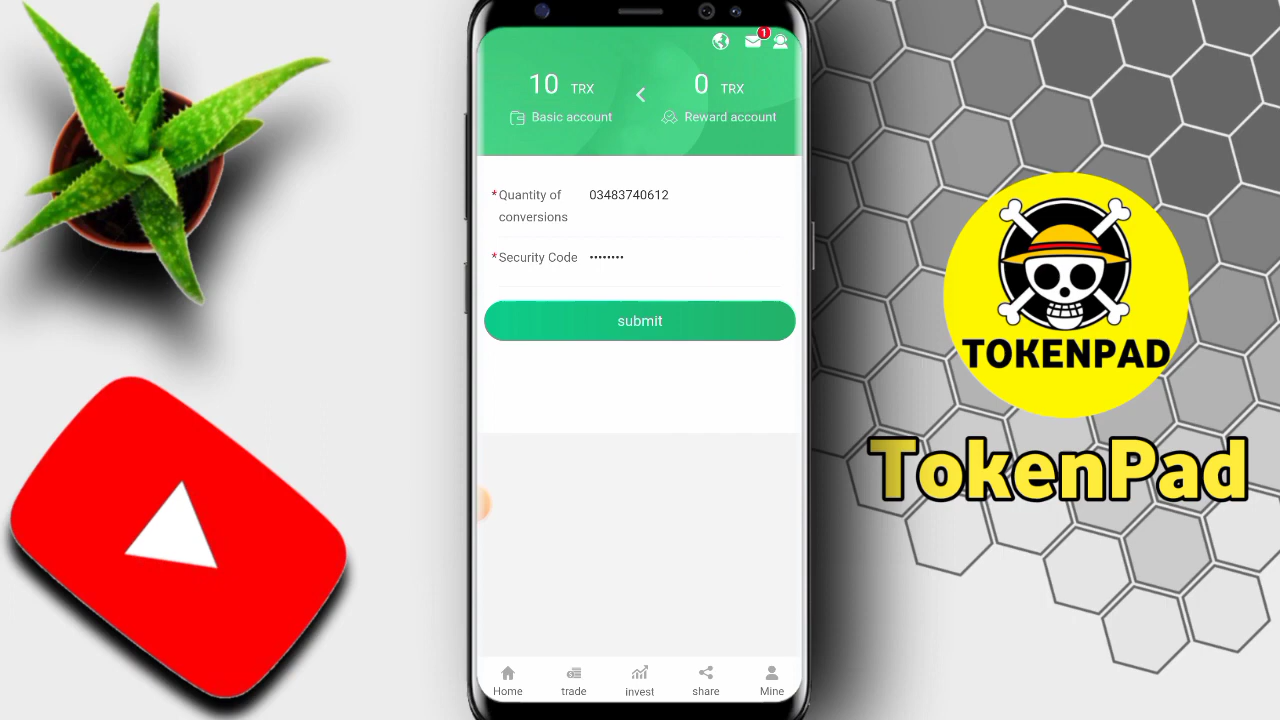 1
10 TRX
0 TRX
Basic account
Reward account
*Quantity of conversions
03483740612
*Security Code ••••••••
submit
Home
trade
invest
share
Mine
TOKENPAD
TokenPad